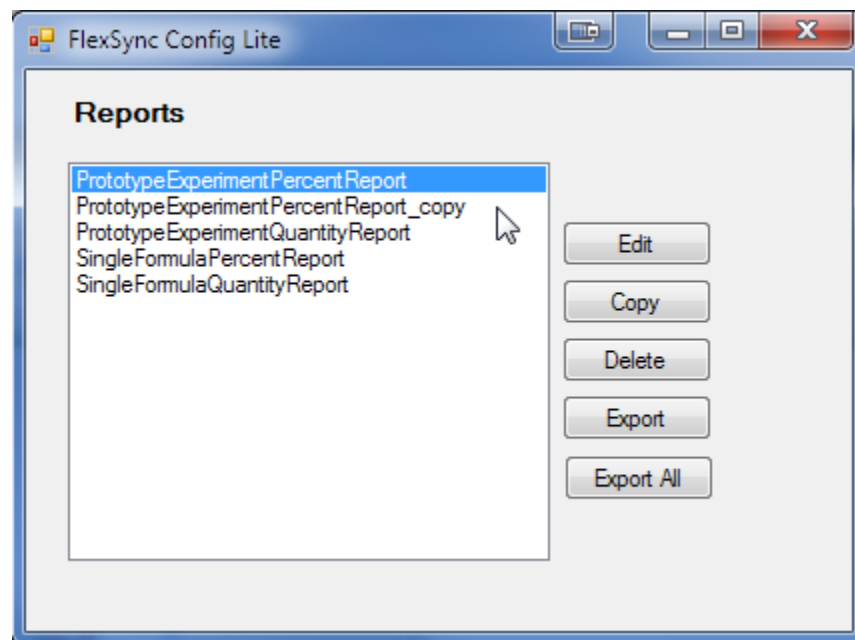 FlexSync Config Lite
Reports
PrototypeExperimentPercentReport
PrototypeExperimentPercentReport_copy
PrototypeExperimentQuantityReport
SingleFormulaPercentReport
SingleFormulaQuantityReport
Edit
Copy
Delete
Export
Export All